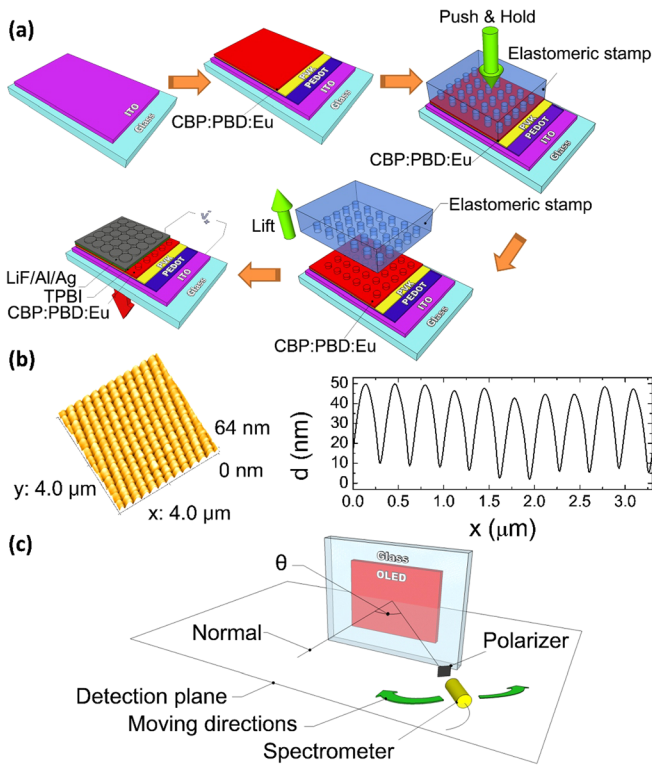 (a)
Push & Hold
Elastomeric stamp
ITO
Glass
PVK
PEDOT
ITO
Glass
CBP:PBD:Eu
PVK
PEDOT
ITO
Glass
CBP:PBD:Eu
Lift
Elastomeric stamp
V
PVK
PEDOT
ITO
Glass
LiF/Al/Ag
TPBI
CBP:PBD:Eu
PVK
PEDOT
ITO
Glass
CBP:PBD:Eu
(b)
64 nm
0 nm
y: 4.0 μm
x: 4.0 μm
d (nm)
50
40
30
20
10
0
0.0 0.5 1.0 1.5 2.0 2.5 3.0
x (μm)
(c)
Glass
OLED
θ
Normal
Polarizer
Detection plane
Moving directions
Spectrometer